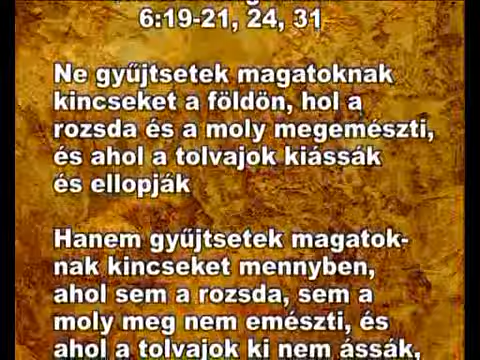 6:19-21, 24, 31
Ne gyűjtsetek magatoknak
kincseket a földön, hol a
rozsda és a moly megemészti,
és ahol a tolvajok kiássák
és ellopják
Hanem gyűjtsetek magatok-
nak kincseket mennyben,
ahol sem a rozsda, sem a
moly meg nem emészti, és
ahol a tolvajok ki nem ássák,